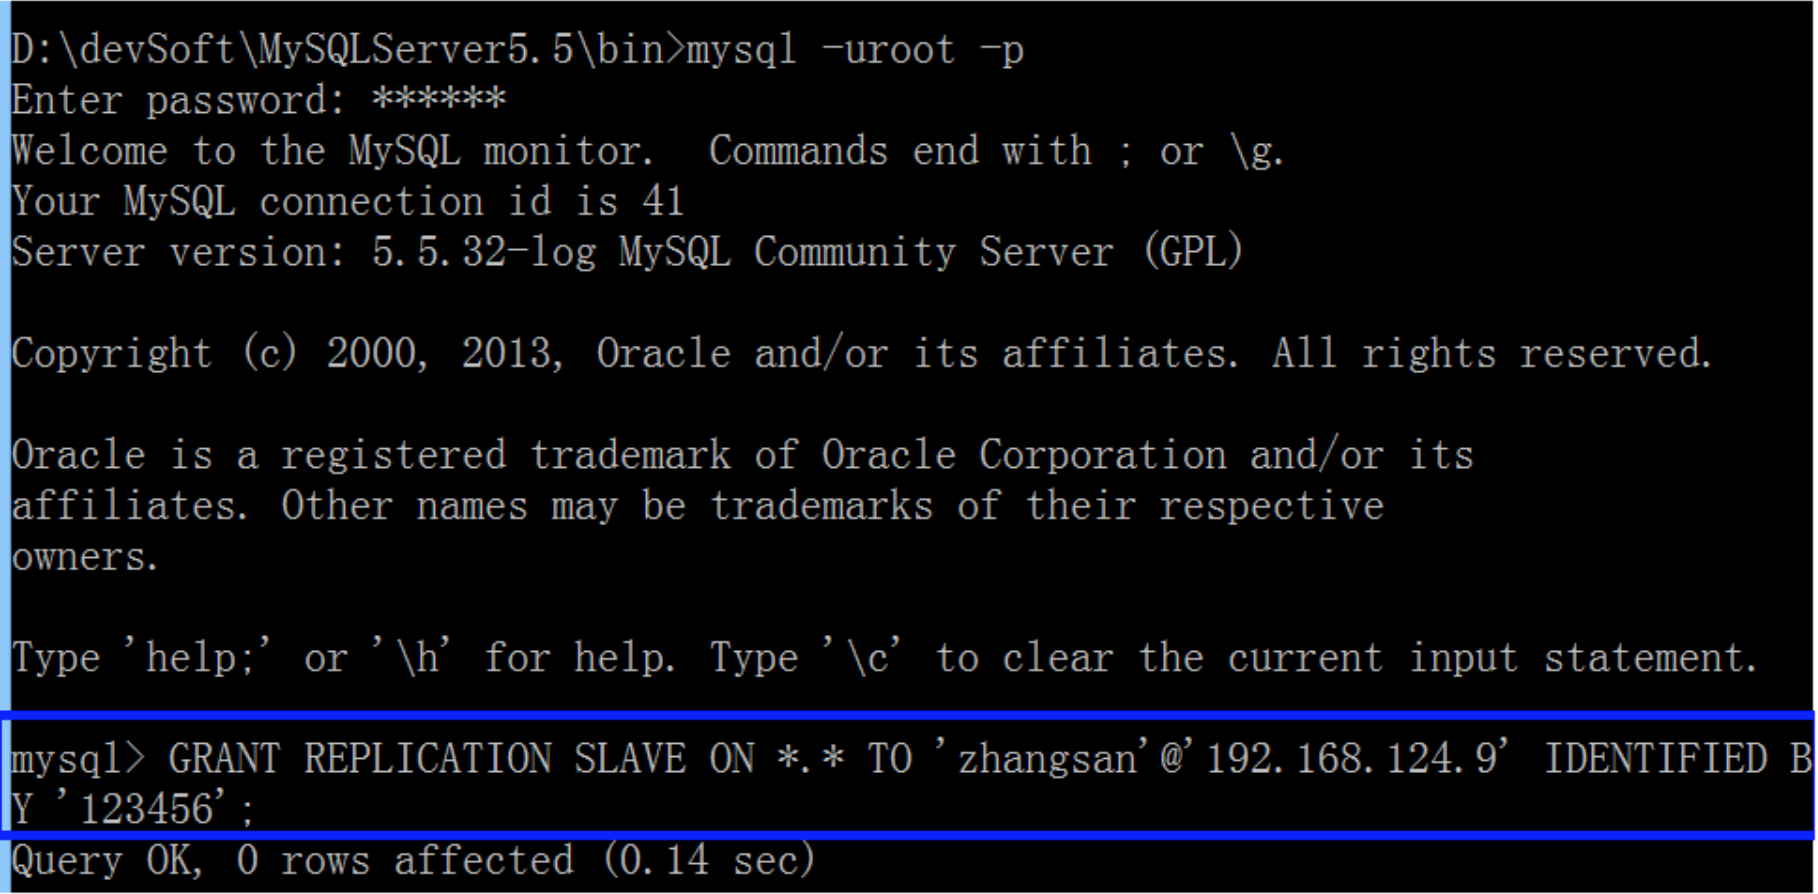 D:\devSoft\MySQLServer5.5\bin>mysql -uroot -p
Enter password: ******
Welcome to the MySQL monitor.  Commands end with ; or \g.
Your MySQL connection id is 41
Server version: 5.5.32-log MySQL Community Server (GPL)
Copyright (c) 2000, 2013, Oracle and/or its affiliates. All rights reserved.
Oracle is a registered trademark of Oracle Corporation and/or its
affiliates. Other names may be trademarks of their respective
owners.
Type 'help;' or '\h' for help. Type '\c' to clear the current input statement.
mysql> GRANT REPLICATION SLAVE ON *.* TO 'zhangsan'@'192.168.124.9' IDENTIFIED B
Y '123456';
Query OK, 0 rows affected (0.14 sec)